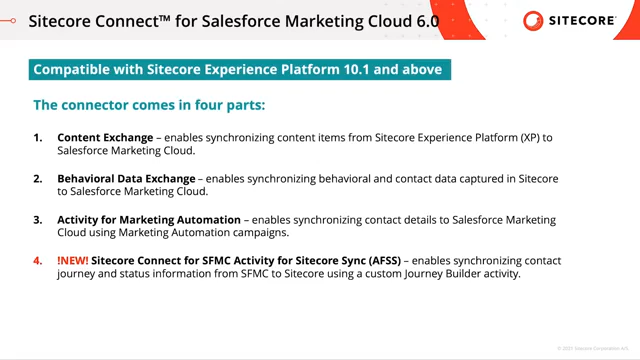 Sitecore Connect™ for Salesforce Marketing Cloud 6.0
SITECORE
Compatible with Sitecore Experience Platform 10.1 and above
The connector comes in four parts:
1. Content Exchange – enables synchronizing content items from Sitecore Experience Platform (XP) to
Salesforce Marketing Cloud.
2. Behavioral Data Exchange – enables synchronizing behavioral and contact data captured in Sitecore
to Salesforce Marketing Cloud.
3. Activity for Marketing Automation – enables synchronizing contact details to Salesforce Marketing
Cloud using Marketing Automation campaigns.
4. !NEW! Sitecore Connect for SFMC Activity for Sitecore Sync (AFSS) – enables synchronizing contact
journey and status information from SFMC to Sitecore using a custom Journey Builder activity.
© 2021 Sitecore Corporation A/S.